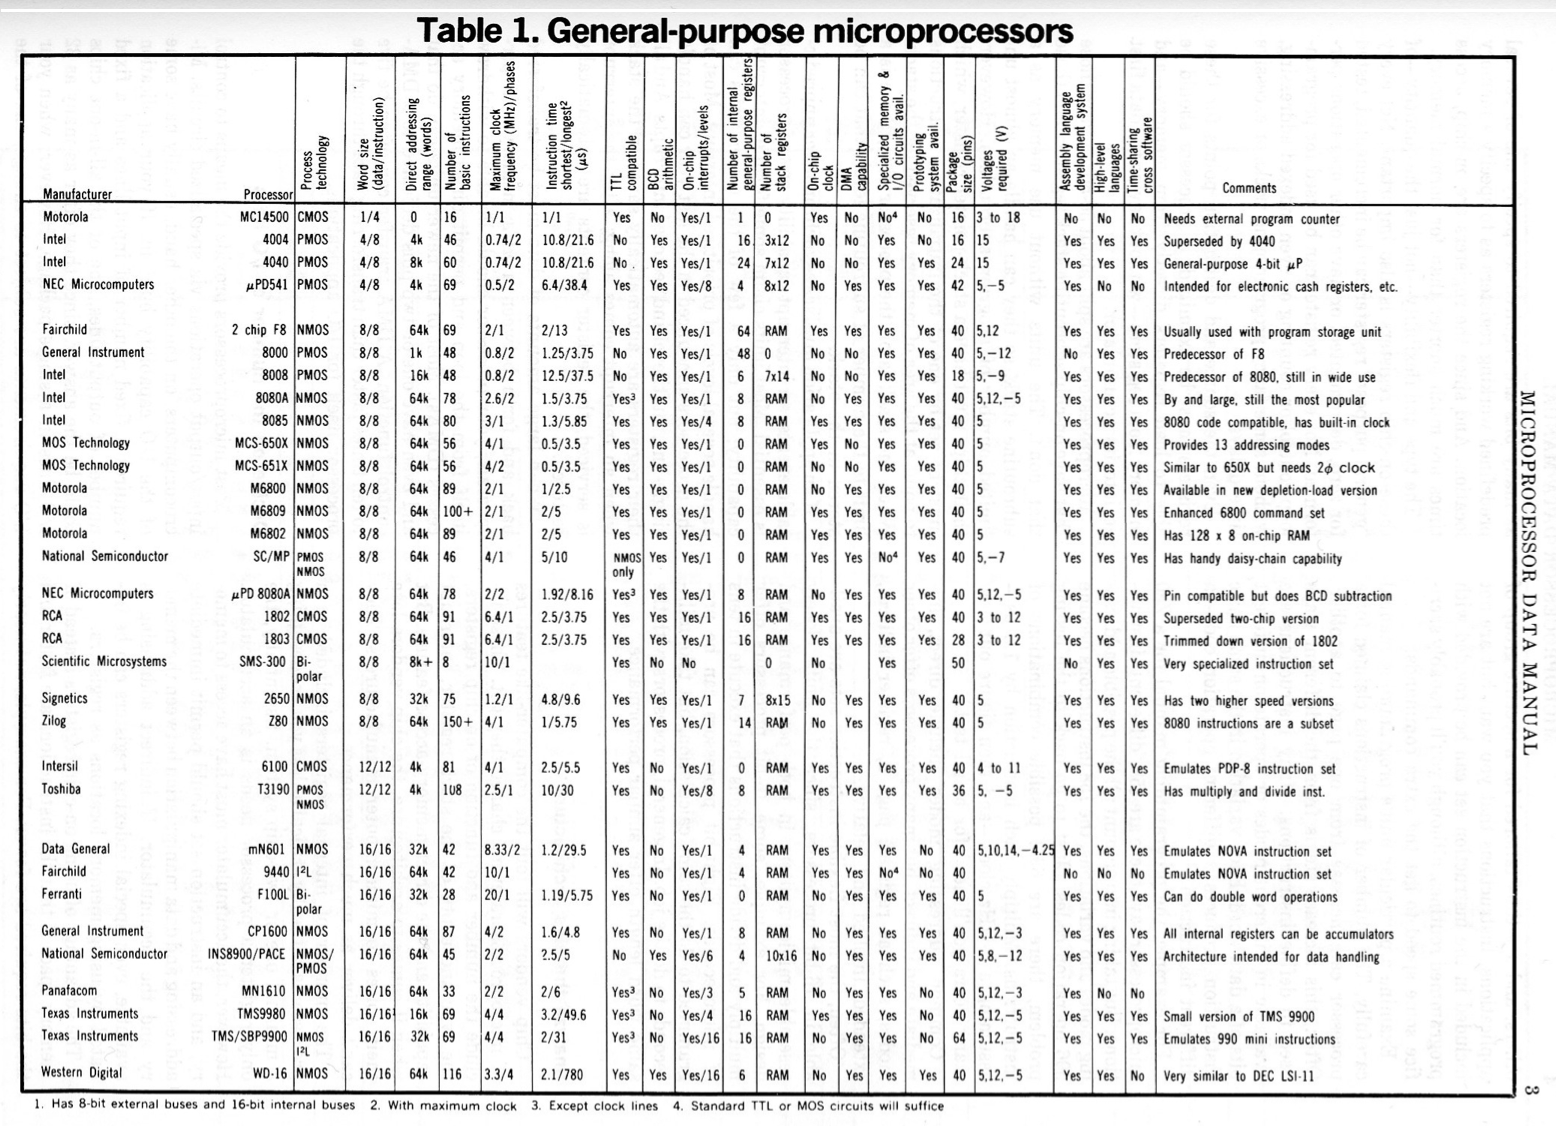 Table 1. General-purpose microprocessors
Manufacturer Processor Process technology Word size (data/instruction) Direct addressing range (words) Number of basic instructions Maximum clock frequency (MHz)/phases Instruction time shortest/longest² (μs) TTL compatible BCD arithmetic On-chip interrupts/levels Number of internal general-purpose registers Number of stack registers On-chip clock DMA capability Specialized memory & I/O circuits avail. Prototyping system avail. Package size (pins) Voltages required (V) Assembly language development system High-level languages Time-sharing cross software Comments
Motorola MC14500 CMOS 1/4 0 16 1/1 1/1 Yes No Yes/1 1 0 Yes No No⁴ No 16 3 to 18 No No No Needs external program counter
Intel 4004 PMOS 4/8 4k 46 0.74/2 10.8/21.6 No Yes Yes/1 16 3x12 No No Yes No 16 15 Yes Yes Yes Superseded by 4040
Intel 4040 PMOS 4/8 8k 60 0.74/2 10.8/21.6 No Yes Yes/1 24 7x12 No No Yes Yes 24 15 Yes Yes Yes General-purpose 4-bit μP
NEC Microcomputers μPD541 PMOS 4/8 4k 69 0.5/2 6.4/38.4 Yes Yes Yes/8 4 8x12 No Yes Yes Yes 42 5,−5 Yes No No Intended for electronic cash registers, etc.
Fairchild 2 chip F8 NMOS 8/8 64k 69 2/1 2/13 Yes Yes Yes/1 64 RAM Yes Yes Yes Yes 40 5,12 Yes Yes Yes Usually used with program storage unit
General Instrument 8000 PMOS 8/8 1k 48 0.8/2 1.25/3.75 No Yes Yes/1 48 0 No No Yes Yes 40 5,−12 No Yes Yes Predecessor of F8
Intel 8008 PMOS 8/8 16k 48 0.8/2 12.5/37.5 No Yes Yes/1 6 7x14 No No Yes Yes 18 5,−9 Yes Yes Yes Predecessor of 8080, still in wide use
Intel 8080A NMOS 8/8 64k 78 2.6/2 1.5/3.75 Yes³ Yes Yes/1 8 RAM No Yes Yes Yes 40 5,12,−5 Yes Yes Yes By and large, still the most popular
Intel 8085 NMOS 8/8 64k 80 3/1 1.3/5.85 Yes Yes Yes/4 8 RAM Yes Yes Yes Yes 40 5 Yes Yes Yes 8080 code compatible, has built-in clock
MOS Technology MCS-650X NMOS 8/8 64k 56 4/1 0.5/3.5 Yes Yes Yes/1 0 RAM Yes No Yes Yes 40 5 Yes Yes Yes Provides 13 addressing modes
MOS Technology MCS-651X NMOS 8/8 64k 56 4/2 0.5/3.5 Yes Yes Yes/1 0 RAM No No Yes Yes 40 5 Yes Yes Yes Similar to 650X but needs 2φ clock
Motorola M6800 NMOS 8/8 64k 89 2/1 1/2.5 Yes Yes Yes/1 0 RAM No Yes Yes Yes 40 5 Yes Yes Yes Available in new depletion-load version
Motorola M6809 NMOS 8/8 64k 100+ 2/1 2/5 Yes Yes Yes/1 0 RAM Yes Yes Yes Yes 40 5 Yes Yes Yes Enhanced 6800 command set
Motorola M6802 NMOS 8/8 64k 89 2/1 2/5 Yes Yes Yes/1 0 RAM Yes Yes Yes Yes 40 5 Yes Yes Yes Has 128 x 8 on-chip RAM
National Semiconductor SC/MP PMOS 8/8 64k 46 4/1 5/10 NMOS Yes Yes/1 0 RAM Yes Yes No⁴ Yes 40 5,−7 Yes Yes Yes Has handy daisy-chain capability
NMOS only
NEC Microcomputers μPD 8080A NMOS 8/8 64k 78 2/2 1.92/8.16 Yes³ Yes Yes/1 8 RAM No Yes Yes Yes 40 5,12,−5 Yes Yes Yes Pin compatible but does BCD subtraction
RCA 1802 CMOS 8/8 64k 91 6.4/1 2.5/3.75 Yes Yes Yes/1 16 RAM Yes Yes Yes Yes 40 3 to 12 Yes Yes Yes Superseded two-chip version
RCA 1803 CMOS 8/8 64k 91 6.4/1 2.5/3.75 Yes Yes Yes/1 16 RAM Yes Yes Yes Yes 28 3 to 12 Yes Yes Yes Trimmed down version of 1802
Scientific Microsystems SMS-300 Bi- 8/8 8k+ 8 10/1 Yes No No 0 No Yes 50 No Yes Yes Very specialized instruction set
polar
Signetics 2650 NMOS 8/8 32k 75 1.2/1 4.8/9.6 Yes Yes Yes/1 7 8x15 No Yes Yes Yes 40 5 Yes Yes Yes Has two higher speed versions
Zilog Z80 NMOS 8/8 64k 150+ 4/1 1/5.75 Yes Yes Yes/1 14 RAM No Yes Yes Yes 40 5 Yes Yes Yes 8080 instructions are a subset
Intersil 6100 CMOS 12/12 4k 81 4/1 2.5/5.5 Yes No Yes/1 0 RAM Yes Yes Yes Yes 40 4 to 11 Yes Yes Yes Emulates PDP-8 instruction set
Toshiba T3190 PMOS 12/12 4k 108 2.5/1 10/30 Yes No Yes/8 8 RAM Yes Yes Yes Yes 36 5, −5 Yes Yes Yes Has multiply and divide inst.
NMOS
Data General mN601 NMOS 16/16 32k 42 8.33/2 1.2/29.5 Yes No Yes/1 4 RAM Yes Yes Yes No 40 5,10,14,−4.25 Yes Yes Yes Emulates NOVA instruction set
Fairchild 9440 I²L 16/16 64k 42 10/1 Yes No Yes/1 4 RAM Yes Yes No⁴ No 40 No No No Emulates NOVA instruction set
Ferranti F100L Bi- 16/16 32k 28 20/1 1.19/5.75 Yes No Yes/1 0 RAM No Yes Yes Yes 40 5 Yes Yes Yes Can do double word operations
polar
General Instrument CP1600 NMOS 16/16 64k 87 4/2 1.6/4.8 Yes No Yes/1 8 RAM No Yes Yes Yes 40 5,12,−3 Yes Yes Yes All internal registers can be accumulators
National Semiconductor INS8900/PACE NMOS/ 16/16 64k 45 2/2 2.5/5 No Yes Yes/6 4 10x16 No Yes Yes Yes 40 5,8,−12 Yes Yes Yes Architecture intended for data handling
PMOS
Panafacom MN1610 NMOS 16/16 64k 33 2/2 2/6 Yes³ No Yes/3 5 RAM No Yes Yes No 40 5,12,−3 Yes No No
Texas Instruments TMS9980 NMOS 16/16¹ 16k 69 4/4 3.2/49.6 Yes³ No Yes/4 16 RAM Yes Yes Yes No 40 5,12,−5 Yes Yes Yes Small version of TMS 9900
Texas Instruments TMS/SBP9900 NMOS 16/16 32k 69 4/4 2/31 Yes³ No Yes/16 16 RAM No Yes Yes No 64 5,12,−5 Yes Yes Yes Emulates 990 mini instructions
I²L
Western Digital WD-16 NMOS 16/16 64k 116 3.3/4 2.1/780 Yes Yes Yes/16 6 RAM No Yes Yes Yes 40 5,12,−5 Yes Yes No Very similar to DEC LSI-11
1. Has 8-bit external buses and 16-bit internal buses 2. With maximum clock 3. Except clock lines 4. Standard TTL or MOS circuits will suffice
MICROPROCESSOR DATA MANUAL
3